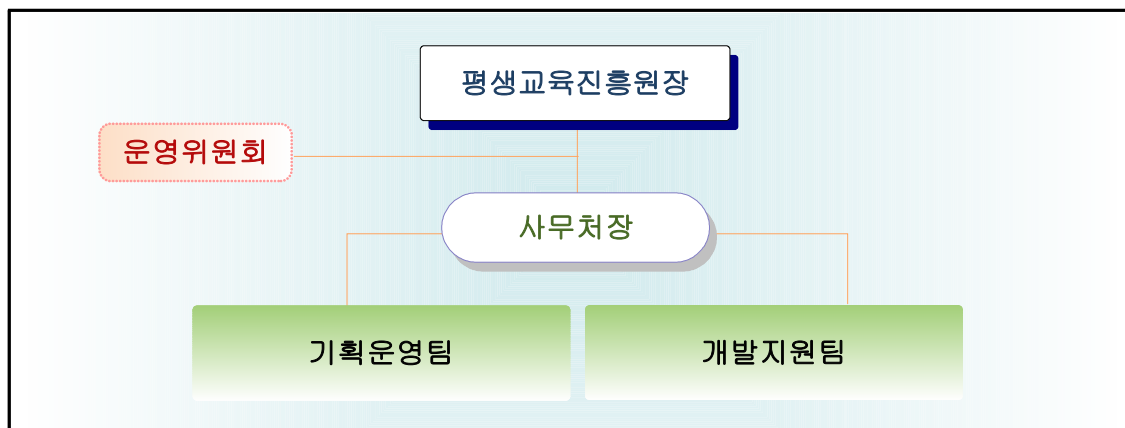 평생교육진흥원장
운영위원회
사무처장
기획운영팀
개발지원팀